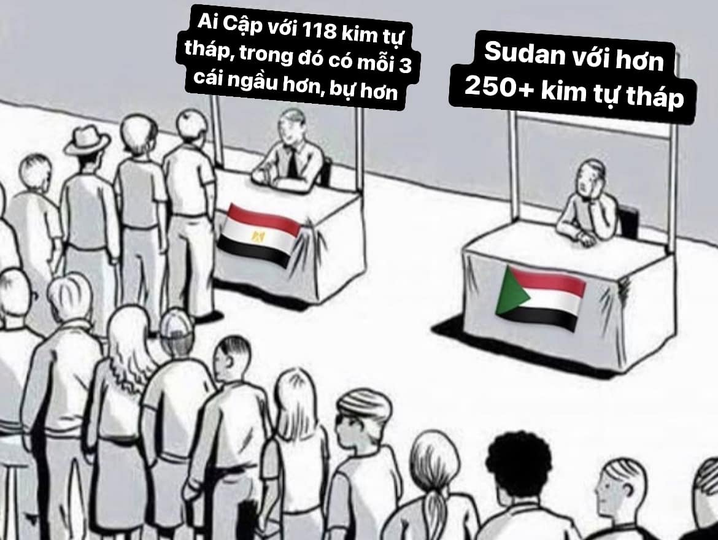 Ai Cập với 118 kim tự
tháp, trong đó có mỗi 3
cái ngầu hơn, bự hơn
Sudan với hơn
250+ kim tự tháp